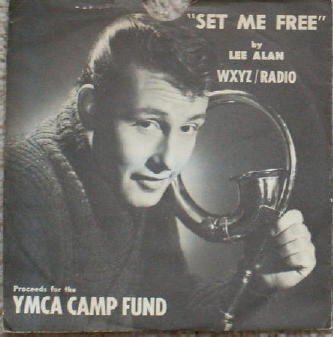 "SET ME FREE"
by
LEE ALAN
WXYZ/RADIO
Proceeds for the
YMCA CAMP FUND